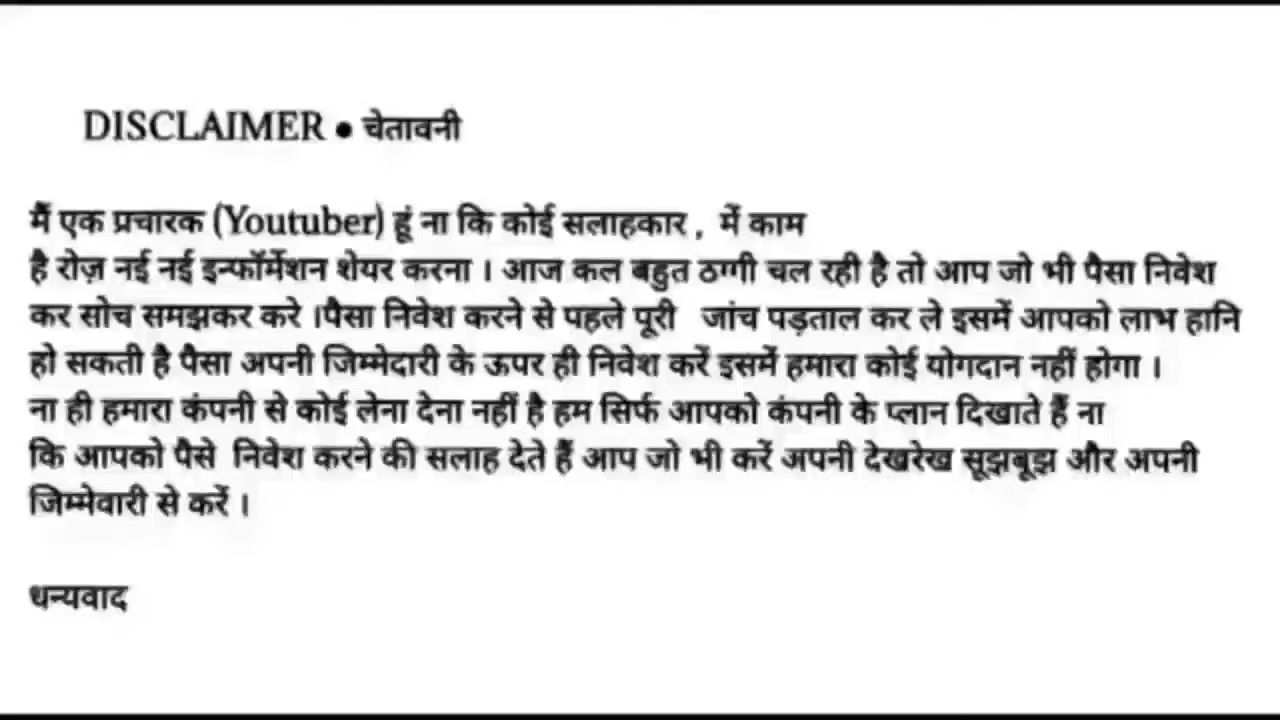 DISCLAIMER • चेतावनी
मैं एक प्रचारक (Youtuber) हूं ना कि कोई सलाहकार , में काम
है रोज़ नई नई इन्फॉर्मेशन शेयर करना । आज कल बहुत ठग्गी चल रही है तो आप जो भी पैसा निवेश
कर सोच समझकर करे ।पैसा निवेश करने से पहले पूरी जांच पड़ताल कर ले इसमें आपको लाभ हानि
हो सकती है पैसा अपनी जिम्मेदारी के ऊपर ही निवेश करें इसमें हमारा कोई योगदान नहीं होगा ।
ना ही हमारा कंपनी से कोई लेना देना नहीं है हम सिर्फ आपको कंपनी के प्लान दिखाते हैं ना
कि आपको पैसे निवेश करने की सलाह देते हैं आप जो भी करें अपनी देखरेख सूझबूझ और अपनी
जिम्मेवारी से करें ।
धन्यवाद